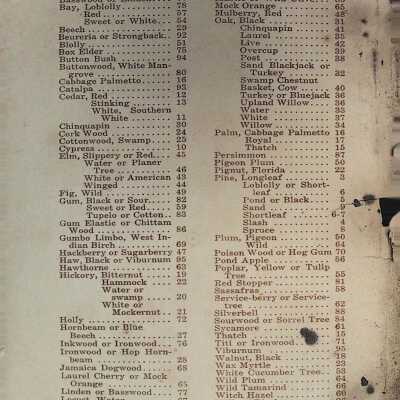 Bay, Loblolly 78
Red 57
Sweet or White 54
Beech 29
Beureria or Strongback 92
Blolly 51
Box Elder 75
Button Bush 94
Buttonwood, White Man-
grove 80
Cabbage Palmetto 16
Catalpa 93
Cedar, Red 12
Stinking 13
White, Southern
White 11
Chinquapin 30
Cork Wood 24
Cottonwood, Swamp 25
Cypress 10
Elm, Slippery or Red 45
Water or Planer
Tree 46
White or American 43
Winged 44
Fig, Wild 49
Gum, Black or Sour 82
Sweet or Red 59
Tupelo or Cotton 83
Gum Elastic or Chittam
Wood 86
Gumbo Limbo, West In-
dian Birch 69
Hackberry or Sugarberry 47
Haw, Black or Viburnum 95
Hawthorne 63
Hickory, Bitternut 19
Hammock 22
Water or
swamp 20
White or
Mockernut 21
Holly 72
Hornbeam or Blue
Beech 27
Inkwood or Ironwood 76
Ironwood or Hop Horn-
beam 28
Jamaica Dogwood 68
Laurel Cherry or Mock
Orange 65
Linden or Basswood 77
Mock Orange 65
Mulberry, Red 48
Oak, Black 31
Chinquapin 41
Laurel 35
Live 42
Overcup 39
Post 38
Sand Blackjack or
Turkey 32
Swamp Chestnut
Basket, Cow 40
Turkey or Bluejack 36
Upland Willow 36
Water 33
White 37
Willow 34
Palm, Cabbage Palmetto 16
Royal 17
Thatch 15
Persimmon 87
Pigeon Plum 50
Pignut, Florida 22
Pine, Longleaf 3
Loblolly or Short-
leaf 6
Pond or Black 5
Sand 9
Shortleaf 6-7
Slash 4
Spruce 8
Plum, Pigeon 50
Wild 64
Poison Wood or Hog Gum 70
Pond Apple 56
Poplar, Yellow or Tulip
Tree 55
Red Stopper 81
Sassafras 58
Service-berry or Service-
tree 62
Silverbell 88
Sourwood or Sorrel Tree 84
Sycamore 61
Thatch 15
Titi or Ironwood 71
Viburnum 95
Walnut, Black 18
Wax Myrtle 23
White Cucumber Tree 53
Wild Plum 64
Wild Tamarind 66
Witch Hazel 60